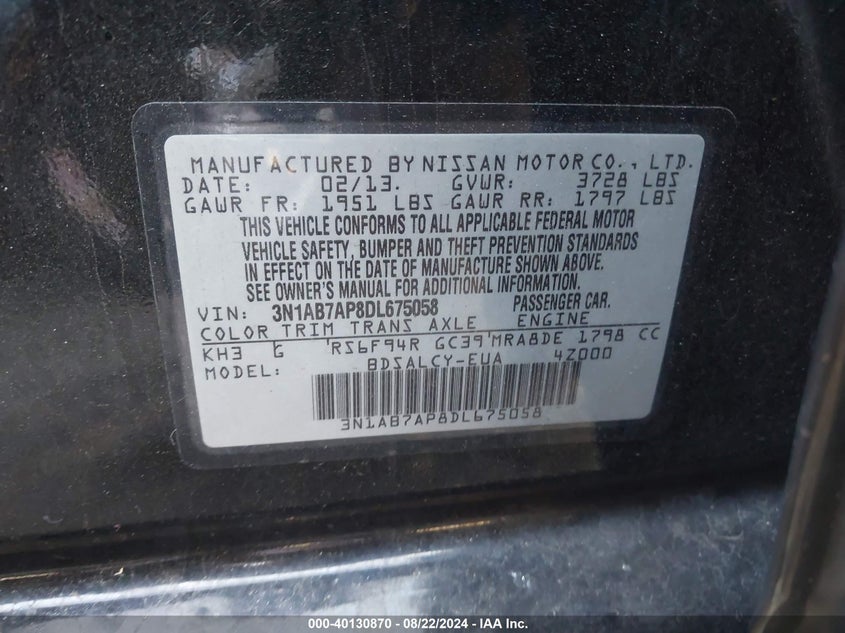 MANUFACTURED BY NISSAN MOTOR CO., LTD.
DATE: 02/13. GVWR: 3728 LBS
GAWR FR: 1951 LBS GAWR RR: 1797 LBS
THIS VEHICLE CONFORMS TO ALL APPLICABLE FEDERAL MOTOR
VEHICLE SAFETY, BUMPER AND THEFT PREVENTION STANDARDS
IN EFFECT ON THE DATE OF MANUFACTURE SHOWN ABOVE.
SEE OWNER'S MANUAL FOR ADDITIONAL INFORMATION.
VIN: 3N1AB7AP8DL675058 PASSENGER CAR.
COLOR TRIM TRANS AXLE ENGINE
KH3 G RS6F94R GC39 MRA8DE 1798 CC
MODEL: BDSALCY-EUA 4Z000
3N1AB7AP8DL675058
000-40130870 - 08/22/2024 - IAA Inc.